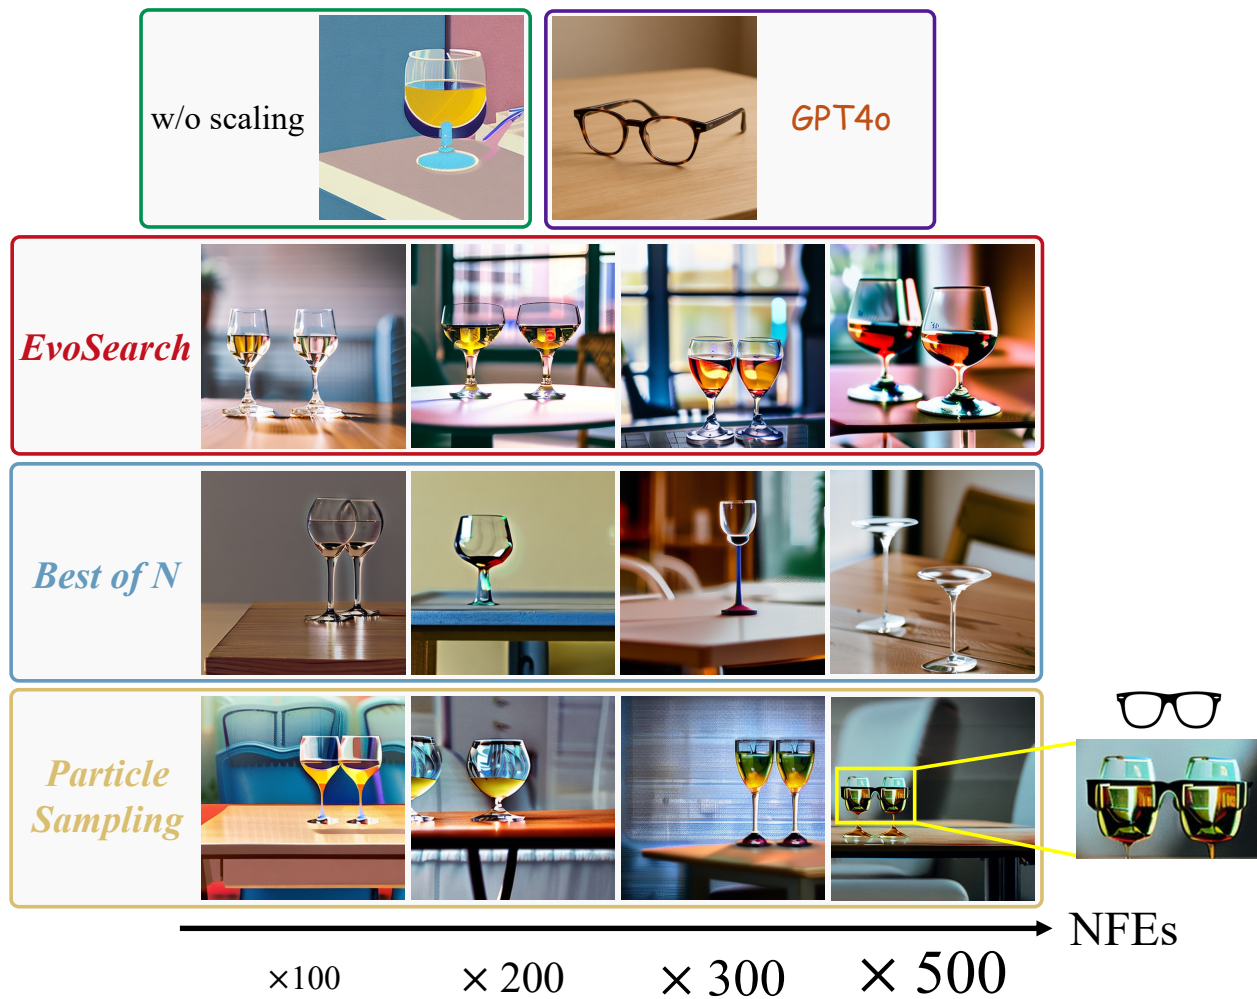 w/o scaling
GPT4o
EvoSearch
Best of N
Particle
Sampling
NFEs
×100
× 200
× 300
× 500